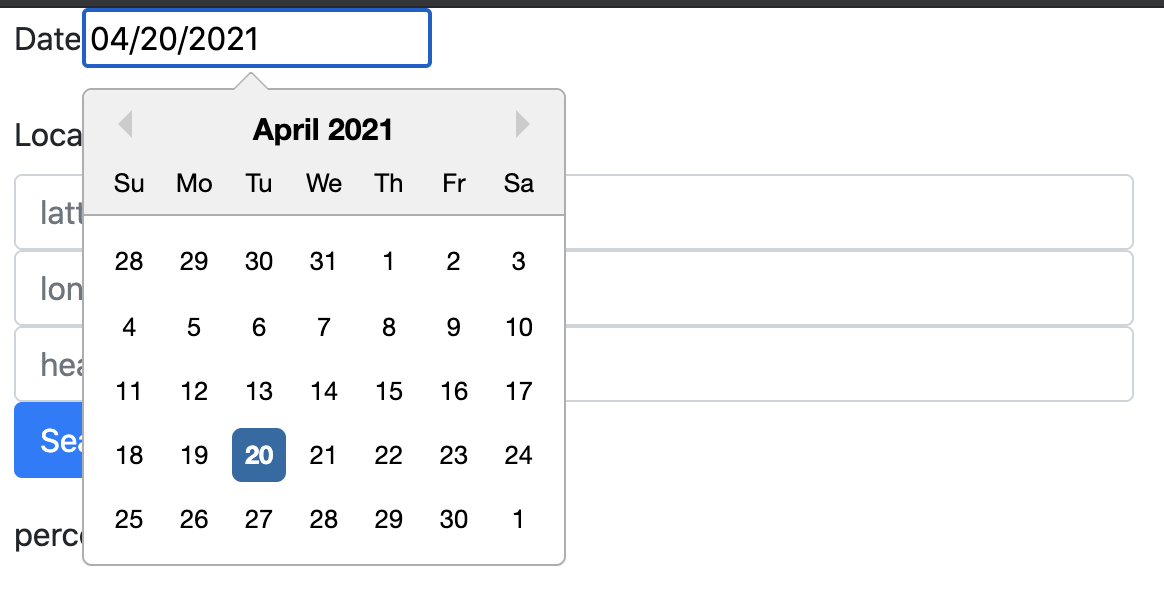 Date 04/20/2021
April 2021
Loca
Su Mo Tu We Th Fr Sa
latt
28 29 30 31 1 2 3
lon
4 5 6 7 8 9 10
hea
11 12 13 14 15 16 17
Sea
18 19 20 21 22 23 24
25 26 27 28 29 30 1
perc